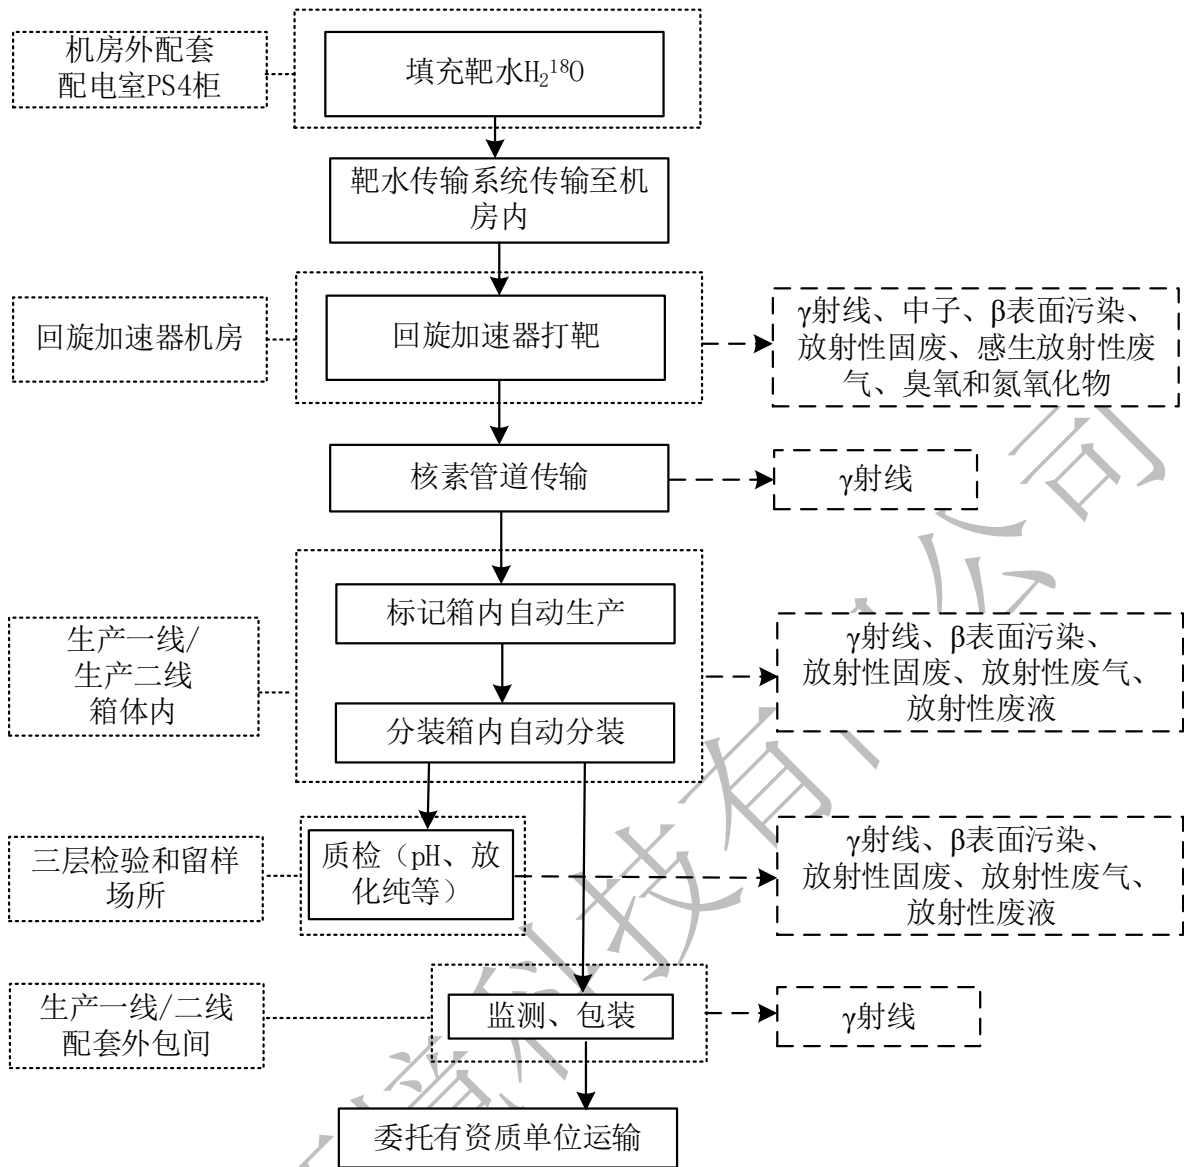 机房外配套
配电室PS4柜
填充靶水H₂¹⁸O
靶水传输系统传输至机
房内
回旋加速器机房
回旋加速器打靶
γ射线、中子、β表面污染、
放射性固废、感生放射性废
气、臭氧和氮氧化物
核素管道传输
γ射线
生产一线/
生产二线
箱体内
标记箱内自动生产
分装箱内自动分装
γ射线、β表面污染、
放射性固废、放射性废气、
放射性废液
三层检验和留样
场所
质检（pH、放
化纯等）
γ射线、β表面污染、
放射性固废、放射性废气、
放射性废液
生产一线/二线
配套外包间
监测、包装
γ射线
委托有资质单位运输
境科技有限公司